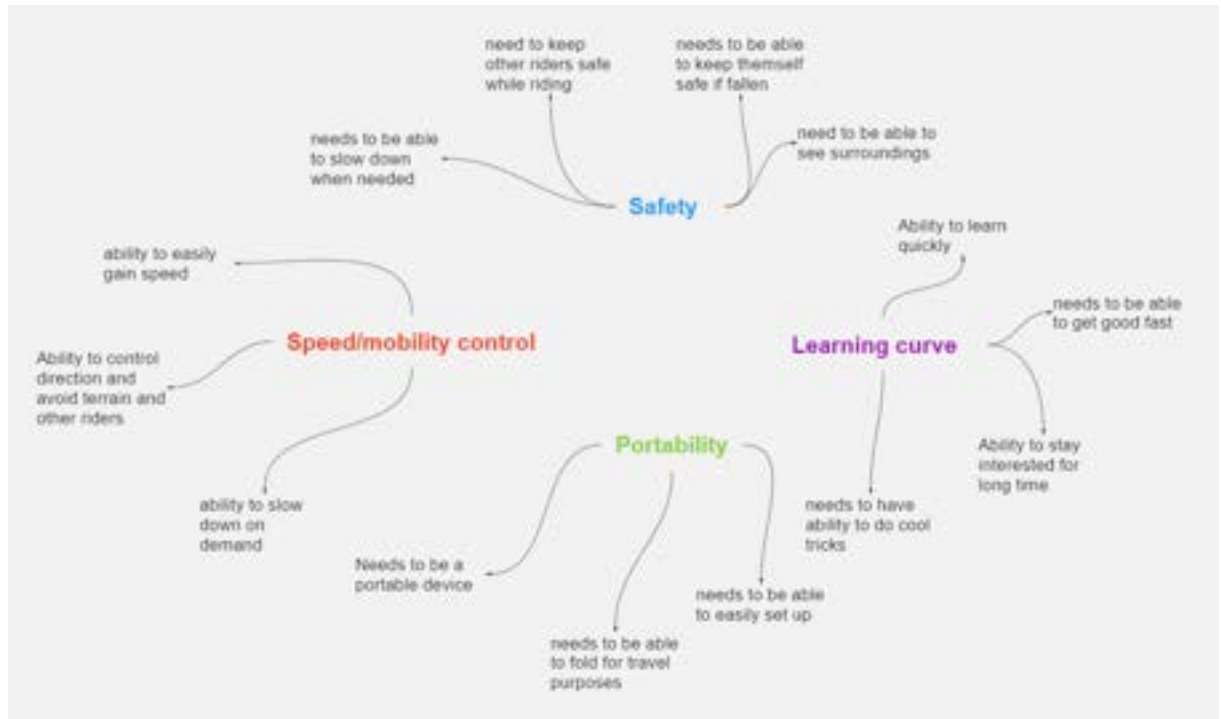 need to keep
other riders safe
while riding
needs to be able
to keep themself
safe if fallen
needs to be able
to slow down
when needed
need to be able to
see surroundings
Safety
ability to easily
gain speed
Ability to learn
quickly
Speed/mobility control
Learning curve
needs to be able
to get good fast
Ability to control
direction and
avoid terrain and
other riders
Portability
Ability to stay
interested for
long time
ability to slow
down on
demand
needs to have
ability to do cool
tricks
Needs to be a
portable device
needs to be able
to easily set up
needs to be able
to fold for travel
purposes